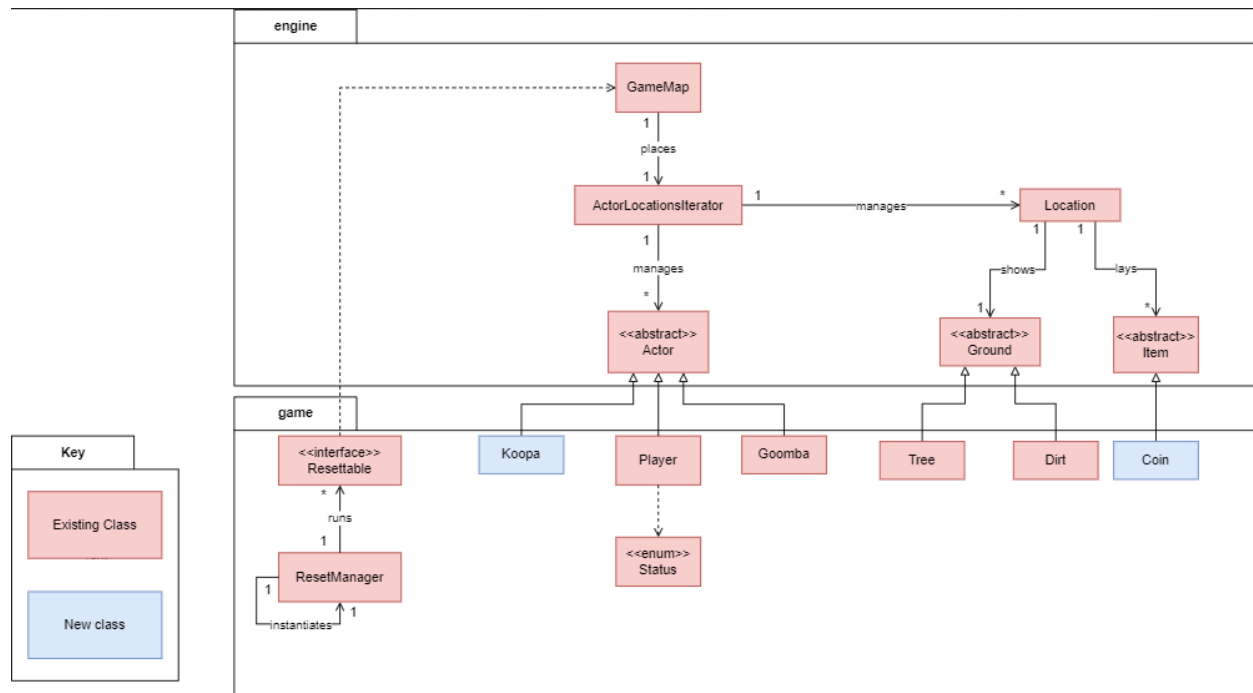 engine
GameMap
1
places
1
ActorLocationsIterator
1
manages
*
Location
1
manages
*
1
1
shows
lays
1
*
<<abstract>>
Actor
<<abstract>>
Ground
<<abstract>>
Item
game
<<interface>>
Resettable
Koopa
Player
Goomba
Tree
Dirt
Coin
*
runs
1
<<enum>>
Status
ResetManager
1
1
instantiates
Key
Existing Class
New class